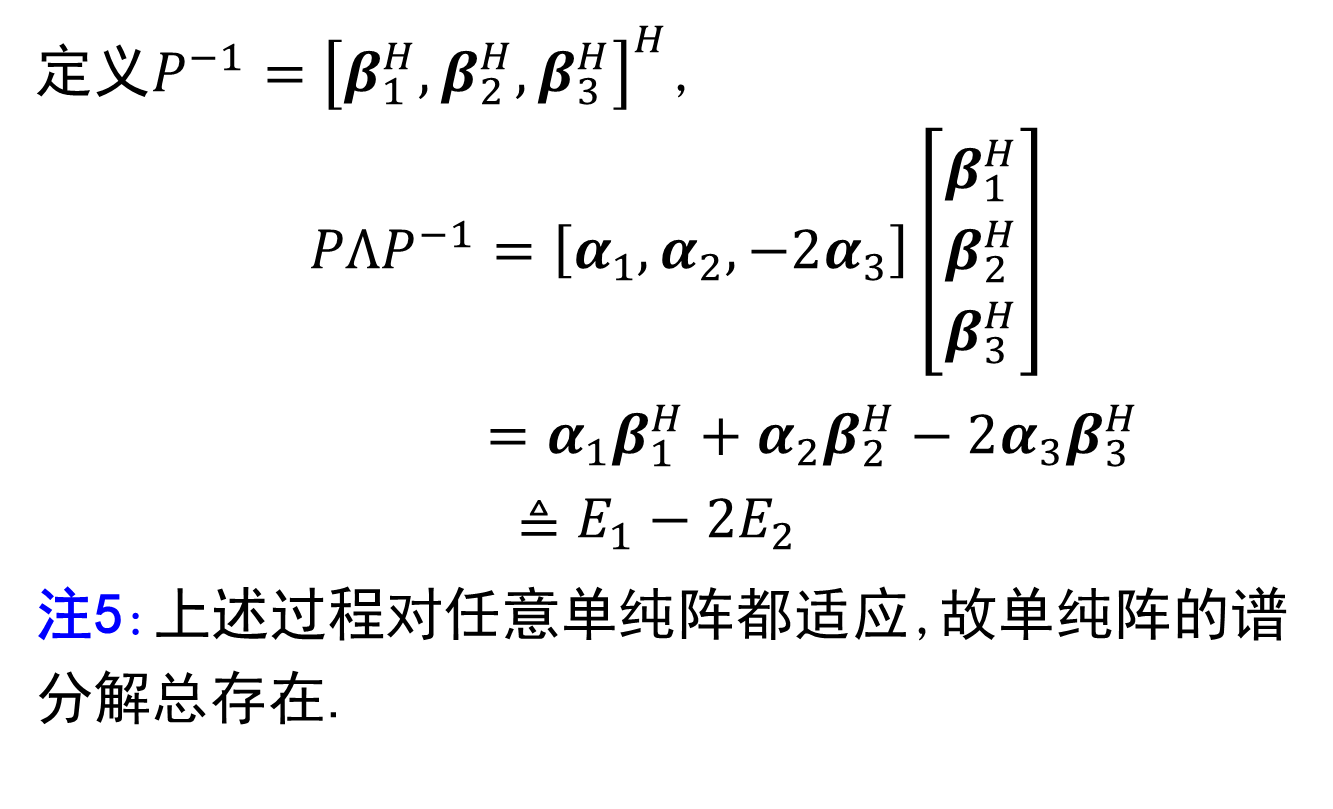 定义P⁻¹ = [β₁ᴴ, β₂ᴴ, β₃ᴴ]ᴴ,
PΛP⁻¹ = [α₁, α₂, −2α₃] [β₁ᴴ β₂ᴴ β₃ᴴ]
= α₁β₁ᴴ + α₂β₂ᴴ − 2α₃β₃ᴴ
≜ E₁ − 2E₂
注5:上述过程对任意单纯阵都适应,故单纯阵的谱
分解总存在.